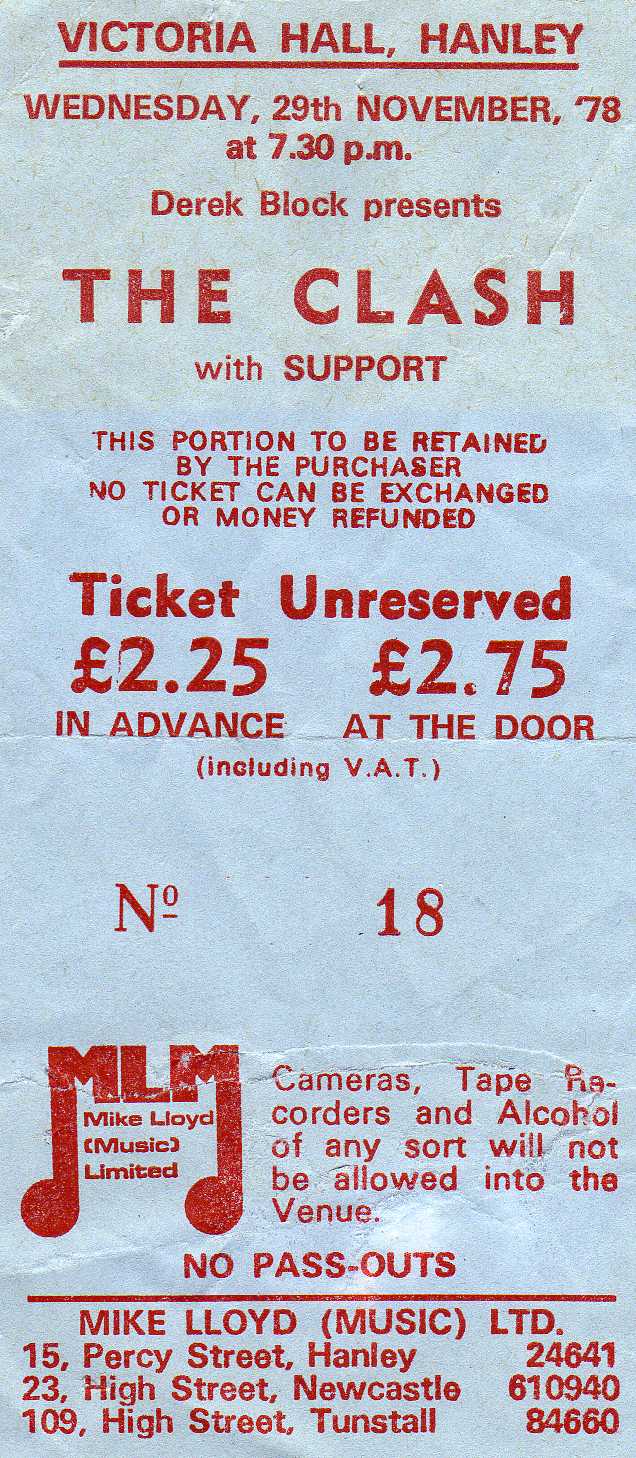 VICTORIA HALL, HANLEY
WEDNESDAY, 29th NOVEMBER, '78
at 7.30 p.m.
Derek Block presents
THE CLASH
with SUPPORT
THIS PORTION TO BE RETAINED
BY THE PURCHASER
NO TICKET CAN BE EXCHANGED
OR MONEY REFUNDED
Ticket Unreserved
£2.25 £2.75
IN ADVANCE AT THE DOOR
(including V.A.T.)
Nº 18
MLM
Mike Lloyd
(Music)
Limited
Cameras, Tape Re-
corders and Alcohol
of any sort will not
be allowed into the
Venue.
NO PASS-OUTS
MIKE LLOYD (MUSIC) LTD.
15, Percy Street, Hanley 24641
23, High Street, Newcastle 610940
109, High Street, Tunstall 84660